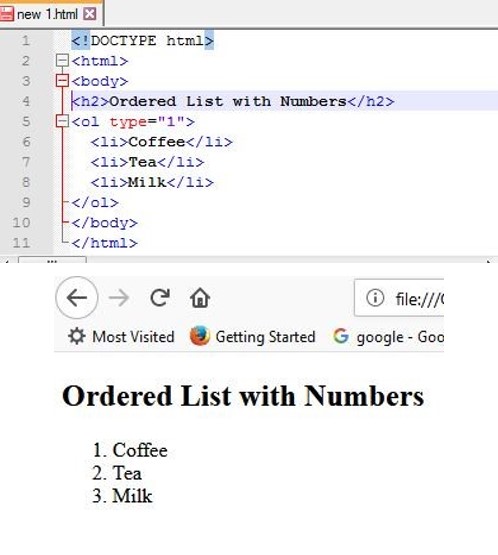 new 1.html
1 <!DOCTYPE html>
2 <html>
3 <body>
4 <h2>Ordered List with Numbers</h2>
5 <ol type="1">
6 <li>Coffee</li>
7 <li>Tea</li>
8 <li>Milk</li>
9 </ol>
10 </body>
11 </html>
file:///
Most Visited Getting Started google - Goo
Ordered List with Numbers
1. Coffee
2. Tea
3. Milk